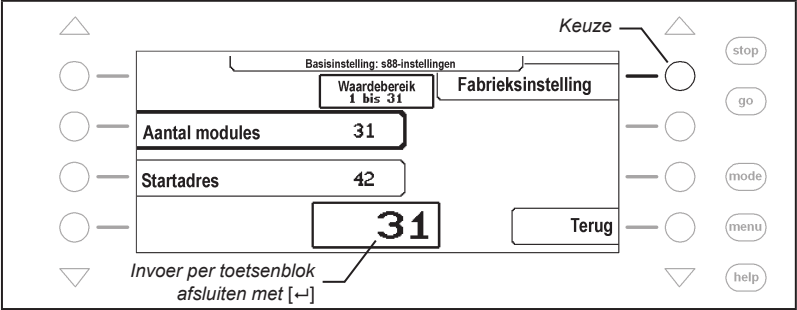 Keuze
stop
Basisinstelling: s88-instellingen
Waardebereik
1 bis 31
Fabrieksinstelling
go
Aantal modules 31
Startadres 42
mode
31
Terug
menu
Invoer per toetsenblok
afsluiten met [↵]
help